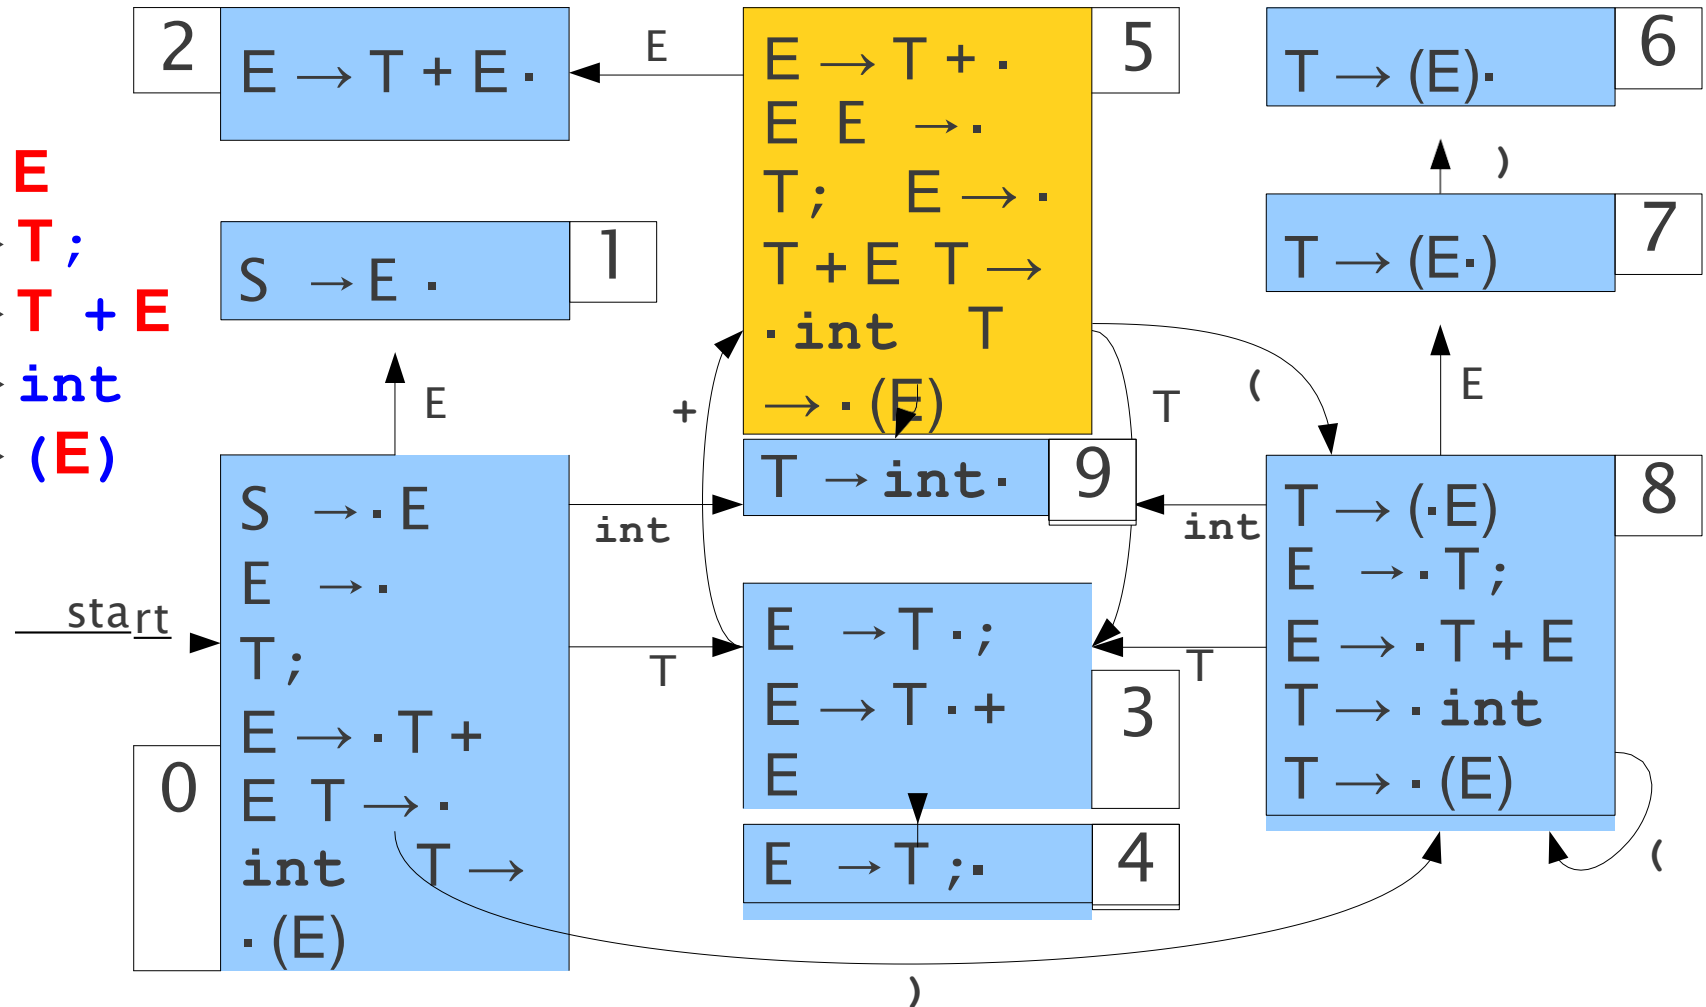 E
T ;
T + E
int
(E)
2
E → T + E ·
E
E → T + ·
E E → ·
T; E → ·
T + E T →
· int T
→ · (E)
5
T → (E)·
6
)
T → (E·)
7
S → E ·
1
E
+
T
(
E
T → int ·
9
start
S → · E
E → ·
T;
E → · T +
E T → ·
int T →
· (E)
0
int
T
E → T · ;
E → T · +
E
3
E → T ; ·
4
int
T
T → (·E)
E → · T;
E → · T + E
T → · int
T → · (E)
8
(
)